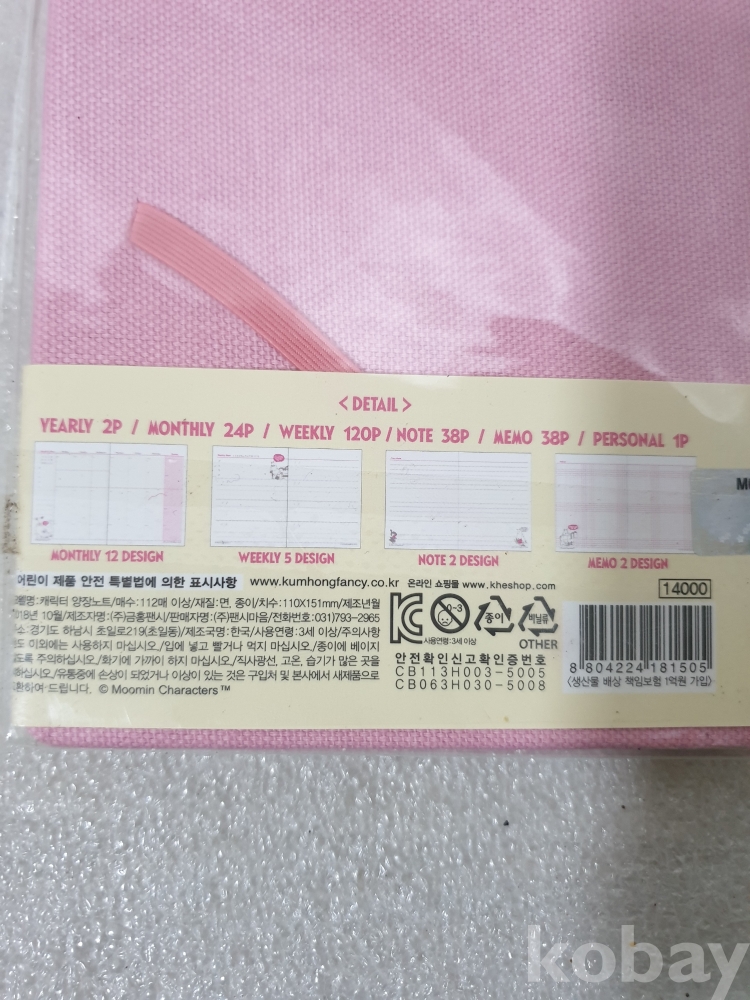 < DETAIL >
YEARLY 2P / MONTHLY 24P / WEEKLY 120P / NOTE 38P / MEMO 38P / PERSONAL 1P
MONTHLY 12 DESIGN
WEEKLY 5 DESIGN
NOTE 2 DESIGN
MEMO 2 DESIGN
어린이 제품 안전 특별법에 의한 표시사항
www.kumhongfancy.co.kr 온라인 쇼핑몰 www.kheshop.com
14000
명:캐릭터 양장노트/매수:112매 이상/재질:면, 종이/치수:110X151mm/제조년월
18년 10월/제조자명:(주)금홍팬시/판매자명:(주)팬시마을/전화번호:031)793-2965
소:경기도 하남시 초일로219(초일동)/제조국명:한국/사용연령:3세 이상/주의사항
도 이외에는 사용하지 마십시오/입에 넣고 빨거나 먹지 마십시오/종이에 베이지
록 주의하십시오/화기에 가까이 하지 마십시오/직사광선, 고온, 습기가 많은 곳을
하십시오/유통중에 손상이 되었거나 이상이 있는 것은 구입처 및 본사에서 새제품으로
환하여·드립니다. © Moomin Characters™
0-3
사용연령:3세 이상
종이
비닐류
OTHER
안전확인신고확인증번호
CB113H003-5005
CB063H030-5008
8 804224 181505
<생산물 배상 책임보험 1억원 가입>
kobay